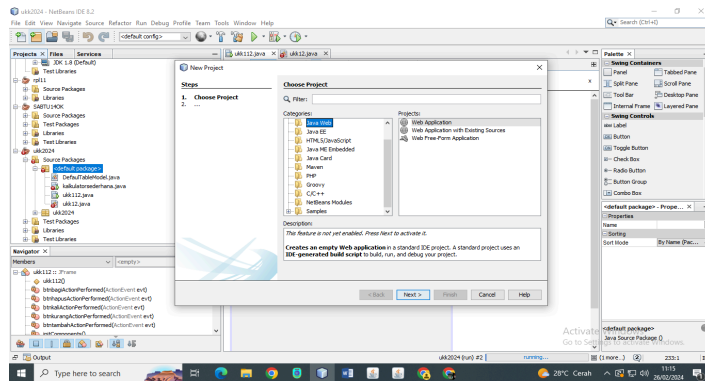 ukk2024 - NetBeans IDE 8.2
File Edit View Navigate Source Refactor Run Debug Profile Team Tools Window Help
Search (Ctrl+I)
<default config>
Projects × Files Services
JDK 1.8 (Default)
Test Libraries
rpl11
Source Packages
Libraries
SABTU14OK
Source Packages
Test Packages
Libraries
ukk2024
Source Packages
<default package>
DefaulTableModel.java
kalkulatorsederhana.java
ukk112.java
ukk12.java
ukk2024
Test Packages
Libraries
Test Libraries
Navigator ×
Members
<empty>
ukk112 :: JFrame
ukk112()
btnbagiActionPerformed(ActionEvent evt)
btnhapusActionPerformed(ActionEvent evt)
btnkaliActionPerformed(ActionEvent evt)
btnkurangActionPerformed(ActionEvent evt)
btntambahActionPerformed(ActionEvent evt)
initComponents()
Output
ukk112.java × ukk12.java ×
New Project
Steps
1. Choose Project
2. ...
Choose Project
Filter:
Categories:
Java Web
Java EE
HTML5/JavaScript
Java ME Embedded
Java Card
Maven
PHP
Groovy
C/C++
NetBeans Modules
Samples
Projects:
Web Application
Web Application with Existing Sources
Web Free-Form Application
Description:
This feature is not yet enabled. Press Next to activate it.
Creates an empty Web application in a standard IDE project. A standard project uses an
IDE-generated build script to build, run, and debug your project.
< Back Next > Finish Cancel Help
Palette ×
Swing Containers
Panel Tabbed Pane
Split Pane Scroll Pane
Tool Bar Desktop Pane
Internal Frame Layered Pane
Swing Controls
Label
Button
Toggle Button
Check Box
Radio Button
Button Group
Combo Box
<default package> - Prope... ×
Properties
Name
Sorting
Sort Mode By Name (Pac...
<default package>
Java Source Package ()
Activate Windows
Go to Settings to activate Windows.
ukk2024 (run) #2 running... (1 more...) 2 233:1
Type here to search
28°C Cerah
11:15
26/02/2024